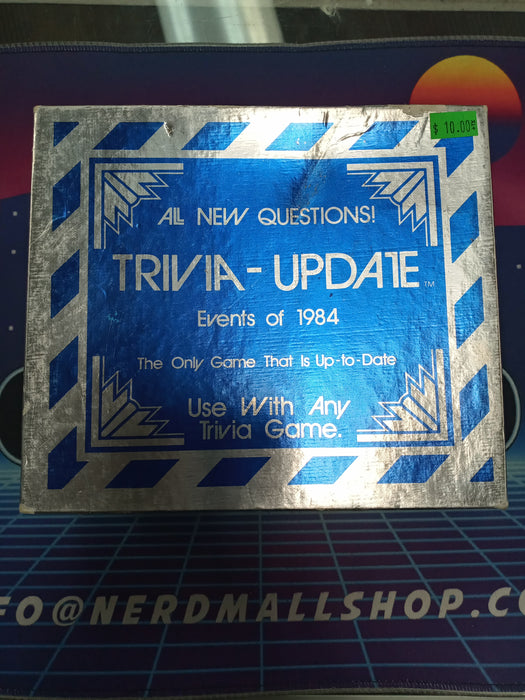 $ 10.00
ALL NEW QUESTIONS!
TRIVIA-UPDATE™
Events of 1984
The Only Game That Is Up-to-Date
Use With Any
Trivia Game.
FO@NERDMALLSHOP.CO